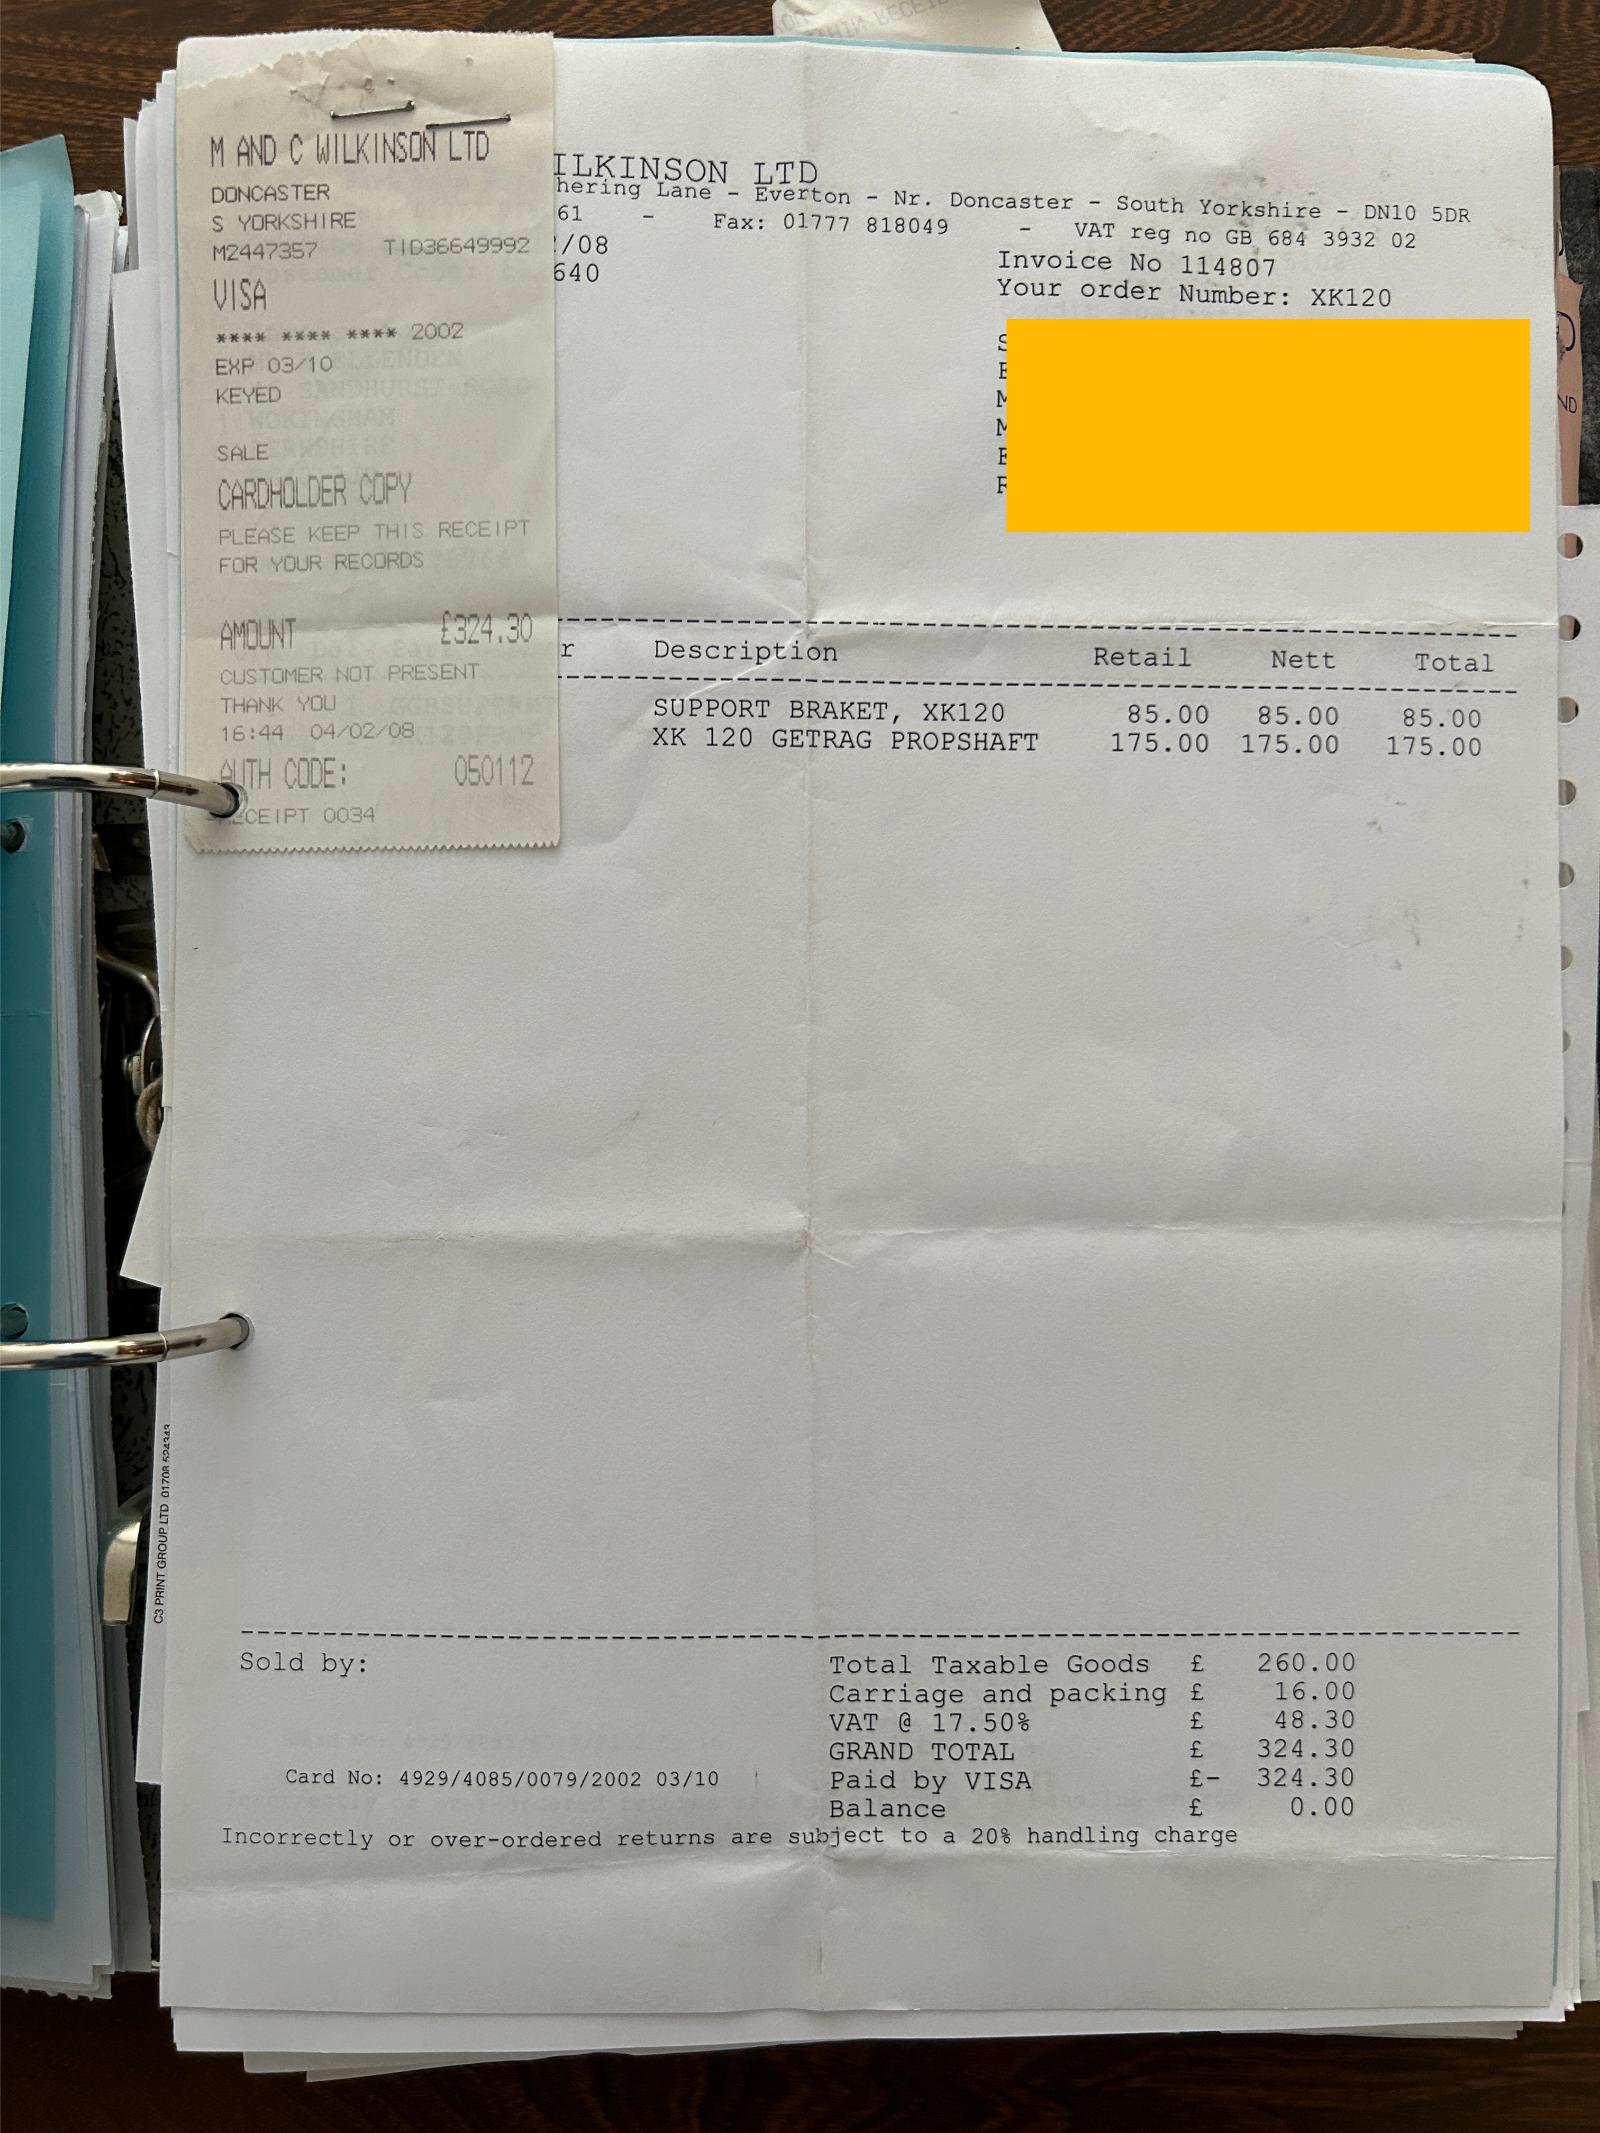 M AND C WILKINSON LTD
DONCASTER
S YORKSHIRE
M2447357 TID36649992
VISA
**** **** **** 2002
EXP 03/10
KEYED
SALE
CARDHOLDER COPY
PLEASE KEEP THIS RECEIPT
FOR YOUR RECORDS
AMOUNT £324.30
CUSTOMER NOT PRESENT
THANK YOU
16:44 04/02/08
AUTH CODE: 050112
RECEIPT 0034
ILKINSON LTD
hering Lane - Everton - Nr. Doncaster - South Yorkshire - DN10 5DR
61 - Fax: 01777 818049 - VAT reg no GB 684 3932 02
/08
640
Invoice No 114807
Your order Number: XK120
r Description Retail Nett Total
SUPPORT BRAKET, XK120 85.00 85.00 85.00
XK 120 GETRAG PROPSHAFT 175.00 175.00 175.00
Sold by:
Total Taxable Goods £ 260.00
Carriage and packing £ 16.00
VAT @ 17.50% £ 48.30
GRAND TOTAL £ 324.30
Card No: 4929/4085/0079/2002 03/10
Paid by VISA £- 324.30
Balance £ 0.00
Incorrectly or over-ordered returns are subject to a 20% handling charge
C3 PRINT GROUP LTD 01708 524343